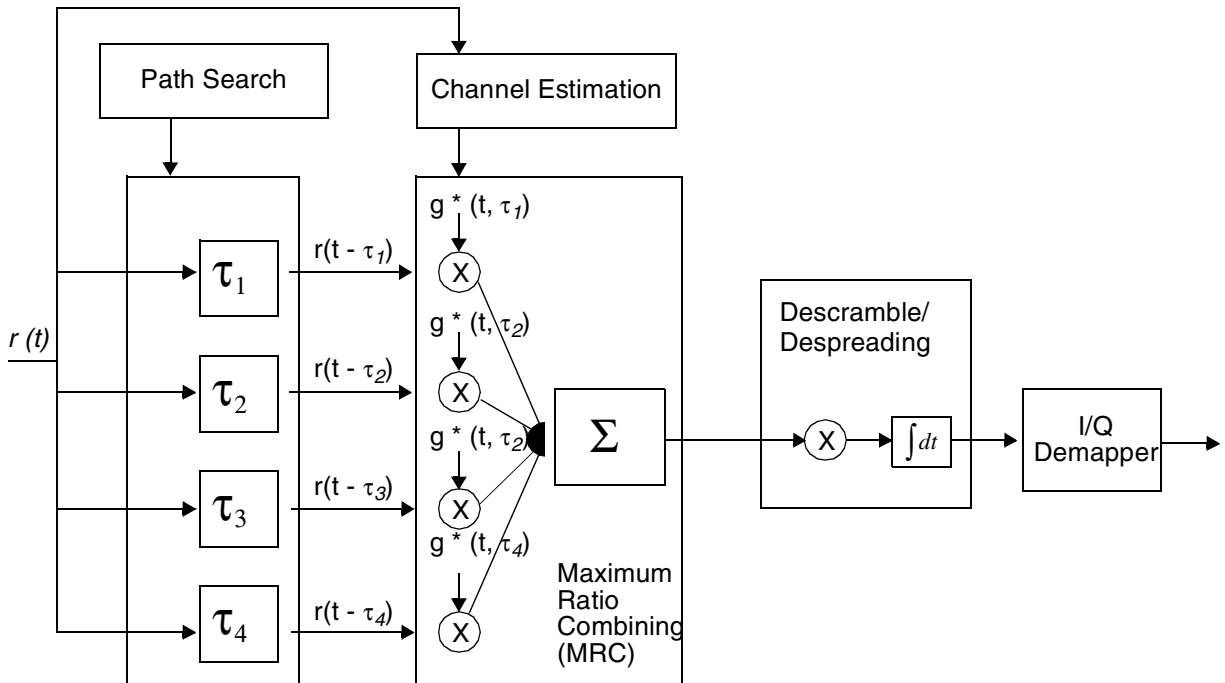 Path Search
Channel Estimation
g * (t, τ1)
τ1
r(t - τ1)
X
r (t)
g * (t, τ2)
τ2
r(t - τ2)
X
g * (t, τ2)
τ3
r(t - τ3)
X
g * (t, τ4)
τ4
r(t - τ4)
X
Σ
Maximum
Ratio
Combining
(MRC)
Descramble/
Despreading
X
∫dt
I/Q
Demapper